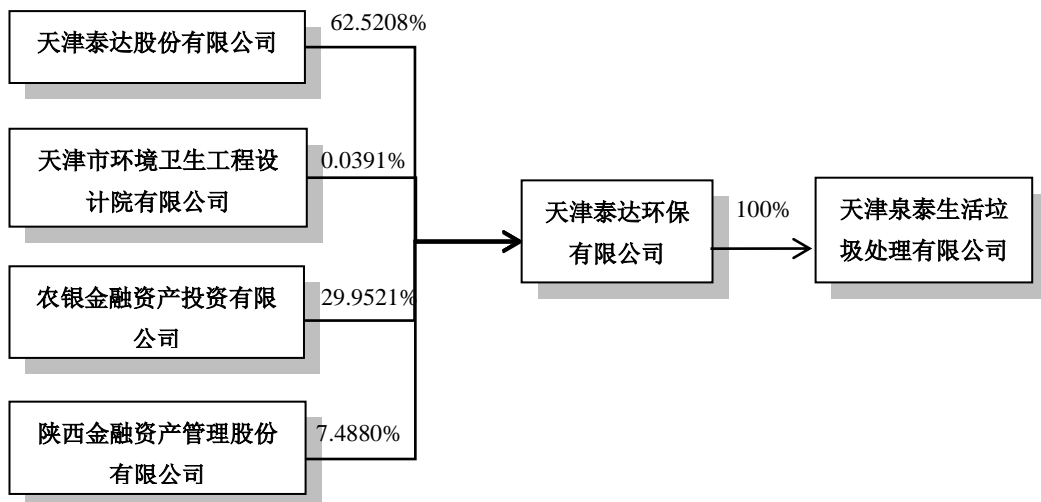 62.5208%
天津泰达股份有限公司
天津市环境卫生工程设
计院有限公司
0.0391%
农银金融资产投资有限
公司
29.9521%
陕西金融资产管理股份
有限公司
7.4880%
天津泰达环保
有限公司
100%
天津泉泰生活垃
圾处理有限公司